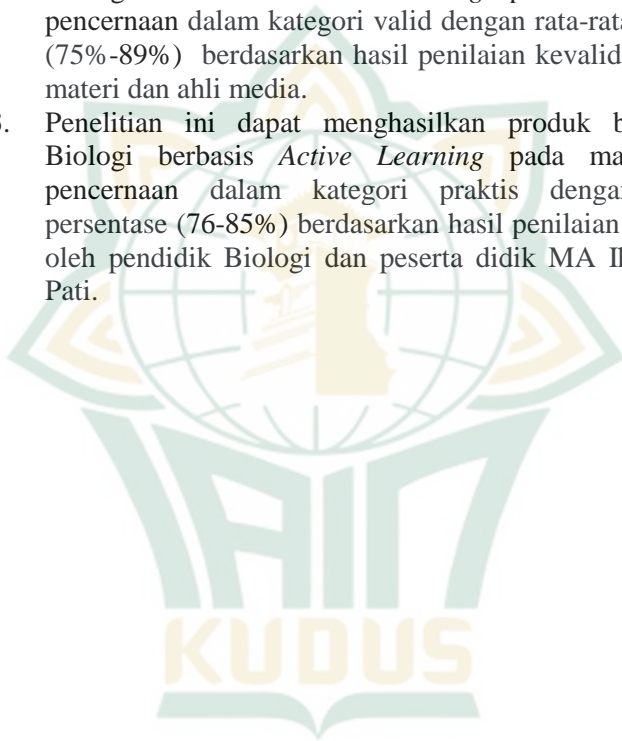 pencernaan dalam kategori valid dengan rata-rata
(75%-89%) berdasarkan hasil penilaian kevalid
materi dan ahli media.
Penelitian ini dapat menghasilkan produk b
Biologi berbasis Active Learning pada ma
pencernaan dalam kategori praktis dengan
persentase (76-85%) berdasarkan hasil penilaian
oleh pendidik Biologi dan peserta didik MA I
Pati.
IAIN
KUDUS